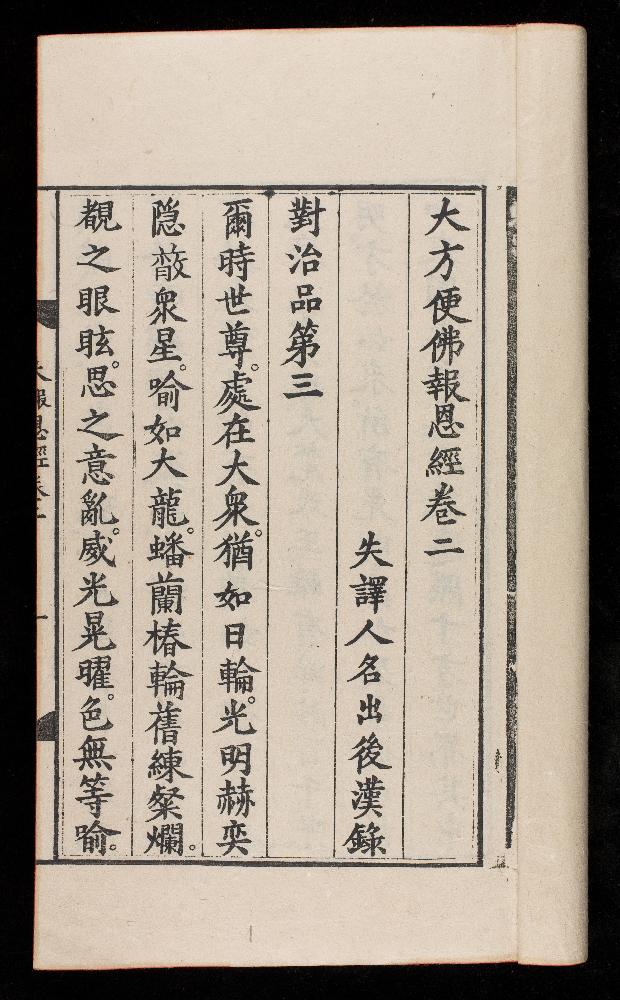 大方便佛報恩經卷二
失譯人名出後漢錄
對治品第三
爾時世尊。處在大眾。猶如日輪。光明赫奕
隱蔽眾星。喻如大龍。蟠蘭椿輪蓿練粲爛。
覩之眼眩。思之意亂。威光晃曜。色無等喻。
大報恩經卷二 一